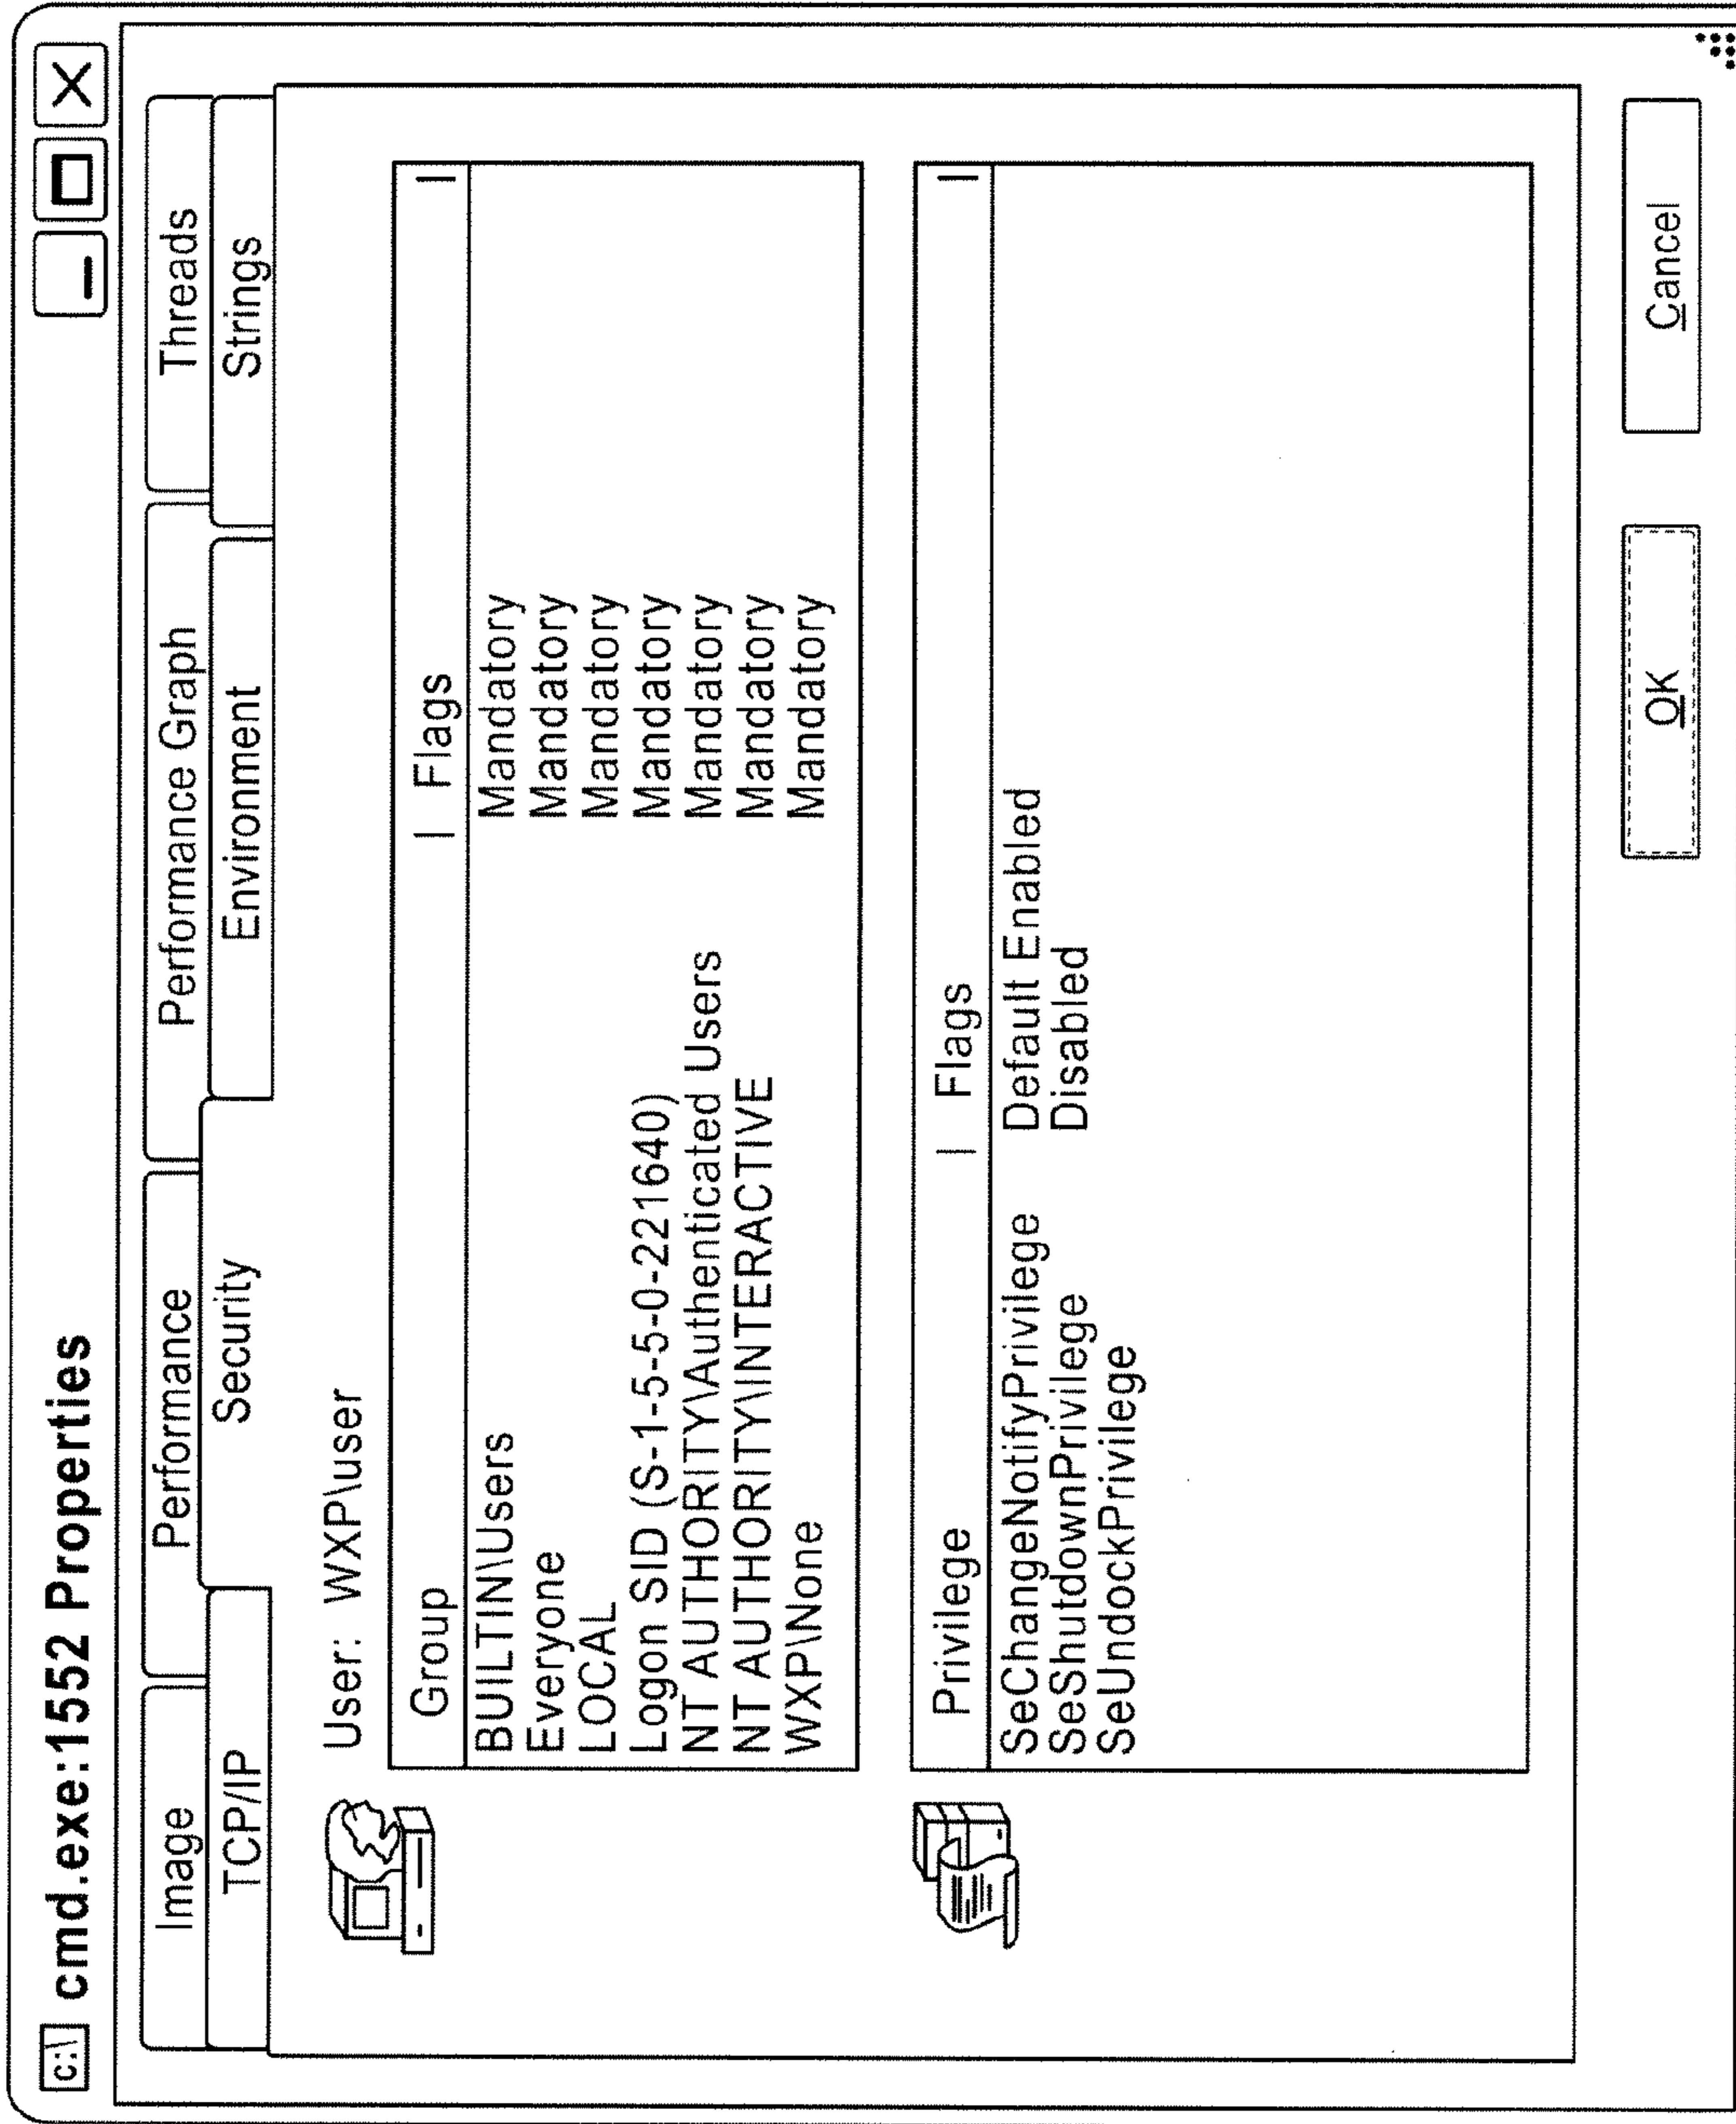 c:\ cmd.exe:1552 Properties
Image Performance Performance Graph Threads
TCP/IP Security Environment Strings
User: WXP\user
Group | Flags |
BUILTIN\Users Mandatory
Everyone Mandatory
LOCAL Mandatory
Logon SID (S-1-5-5-0-221640) Mandatory
NT AUTHORITY\Authenticated Users Mandatory
NT AUTHORITY\INTERACTIVE Mandatory
WXP\None Mandatory
Privilege | Flags |
SeChangeNotifyPrivilege Default Enabled
SeShutdownPrivilege Disabled
SeUndockPrivilege
OK Cancel